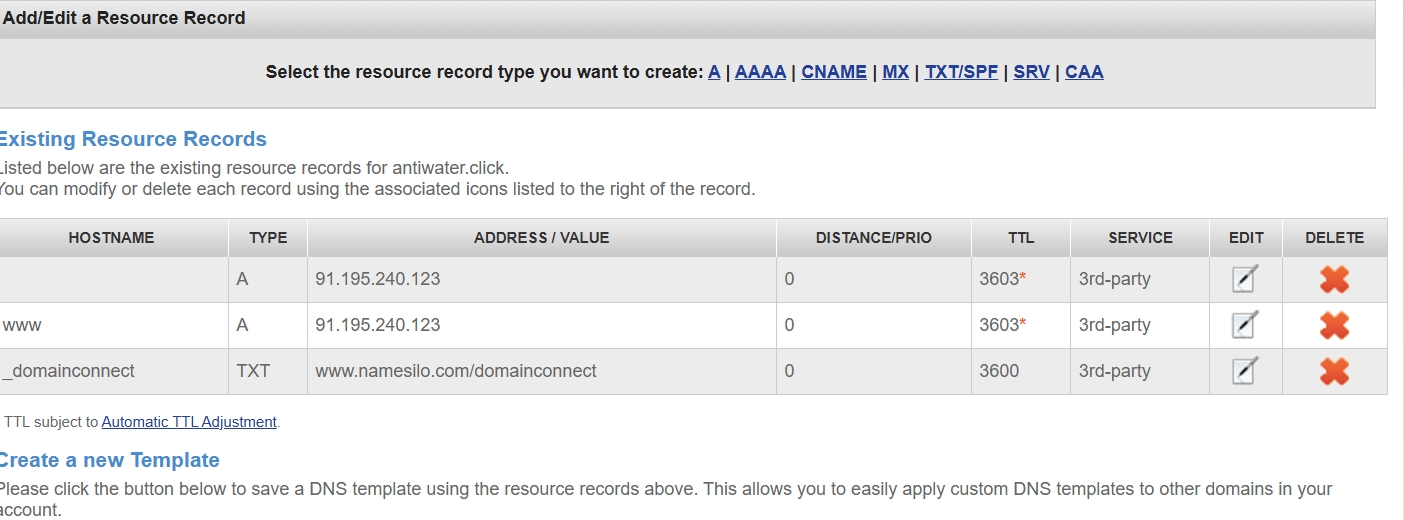 Add/Edit a Resource Record
Select the resource record type you want to create: A | AAAA | CNAME | MX | TXT/SPF | SRV | CAA
Existing Resource Records
Listed below are the existing resource records for antiwater.click.
You can modify or delete each record using the associated icons listed to the right of the record.
HOSTNAME TYPE ADDRESS / VALUE DISTANCE/PRIO TTL SERVICE EDIT DELETE
A 91.195.240.123 0 3603* 3rd-party
www A 91.195.240.123 0 3603* 3rd-party
_domainconnect TXT www.namesilo.com/domainconnect 0 3600 3rd-party
TTL subject to Automatic TTL Adjustment.
Create a new Template
Please click the button below to save a DNS template using the resource records above. This allows you to easily apply custom DNS templates to other domains in your
account.